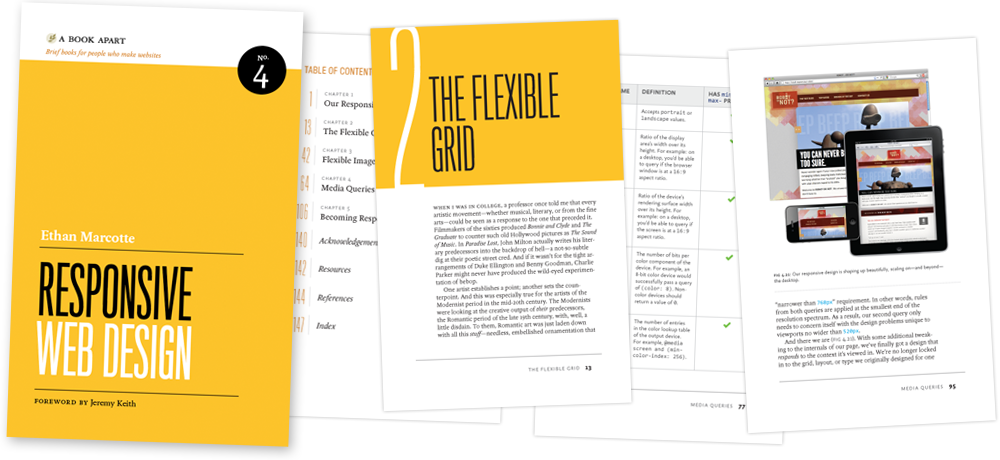 A BOOK APART
Brief books for people who make websites
No.
4
Ethan Marcotte
RESPONSIVE
WEB DESIGN
FOREWORD BY Jeremy Keith
TABLE OF CONTENT
1
CHAPTER 1
Our Responsi
13
CHAPTER 2
The Flexible G
42
CHAPTER 3
Flexible Image
64
CHAPTER 4
Media Queries
106
CHAPTER 5
Becoming Resp
140
Acknowledgement
142
Resources
144
References
147
Index
2
THE FLEXIBLE
GRID
WHEN I WAS IN COLLEGE, a professor once told me that every
artistic movement—whether musical, literary, or from the fine
arts—could be seen as a response to the one that preceded it.
Filmmakers of the sixties produced Bonnie and Clyde and The
Graduate to counter such old Hollywood pictures as The Sound
of Music. In Paradise Lost, John Milton actually writes his liter-
ary predecessors into the backdrop of hell—a not-so-subtle
dig at their poetic street cred. And if it wasn't for the tight ar-
rangements of Duke Ellington and Benny Goodman, Charlie
Parker might never have produced the wild-eyed experimen-
tation of bebop.
One artist establishes a point; another sets the coun-
terpoint. And this was especially true for the artists of the
Modernist period in the mid-20th century. The Modernists
were looking at the creative output of their predecessors,
the Romantic period of the late 19th century, with, well, a
little disdain. To them, Romantic art was just laden down
with all this stuff—needless, embellished ornamentation that
THE FLEXIBLE GRID 13
ME
DEFINITION
HAS min
max- PR
Accepts portrait or
landscape values.
Ratio of the display
area's width over its
height. For example: on
a desktop, you'd be able
to query if the browser
window is at a 16:9
aspect ratio.
Ratio of the device's
rendering surface width
over its height. For
example: on a desktop,
you'd be able to query if
the screen is at a 16:9
aspect ratio.
The number of bits per
color component of the
device. For example, an
8-bit color device would
successfully pass a query
of (color: 8). Non-
color devices should
return a value of 0.
The number of entries
in the color lookup table
of the output device.
For example, @media
screen and (min-
color-index: 256).
MEDIA QUERIES 77
YOU CAN NEVER B
TOO SURE.
FIG 4.22: Our responsive design is shaping up beautifully, scaling on—and beyond—
the desktop.
"narrower than 768px" requirement. In other words, rules
from both queries are applied at the smallest end of the
resolution spectrum. As a result, our second query only
needs to concern itself with the design problems unique to
viewports no wider than 520px.
And there we are (FIG 4.22). With some additional tweak-
ing to the internals of our page, we've finally got a design that
responds to the context it's viewed in. We're no longer locked
in to the grid, layout, or type we originally designed for one
MEDIA QUERIES 95